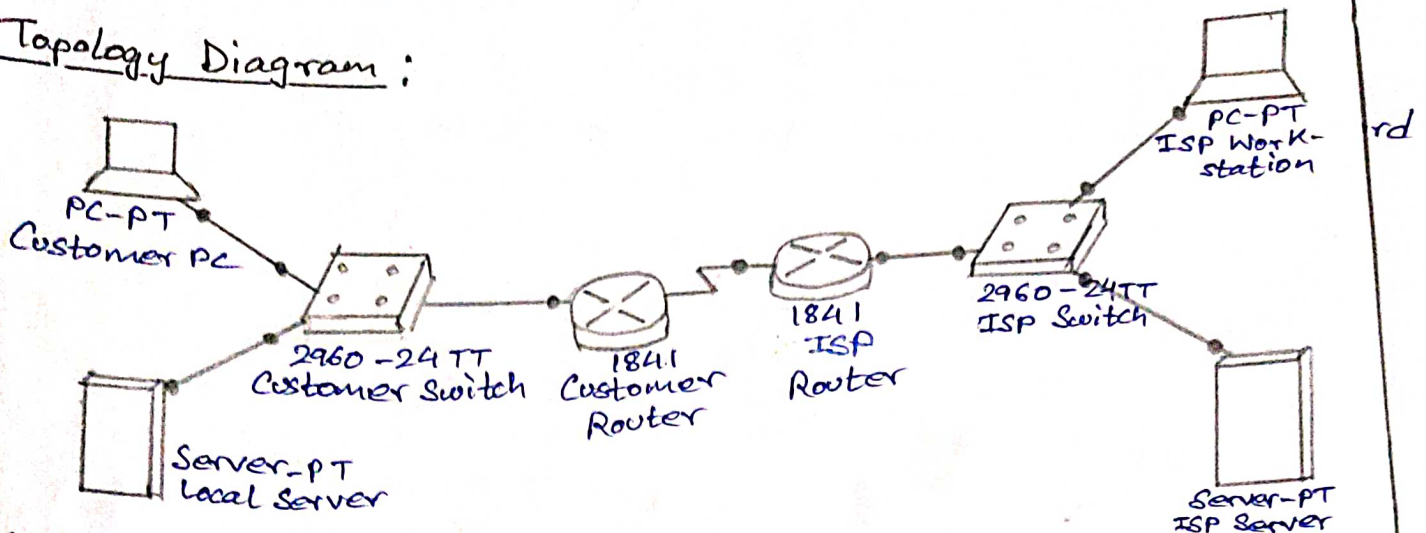 Topology Diagram :
PC-PT
Customer PC
2960-24TT
Customer Switch
Server-PT
Local Server
1841
Customer
Router
1841
ISP
Router
2960-24TT
ISP Switch
PC-PT
ISP Work-
station
Server-PT
ISP Server
rd